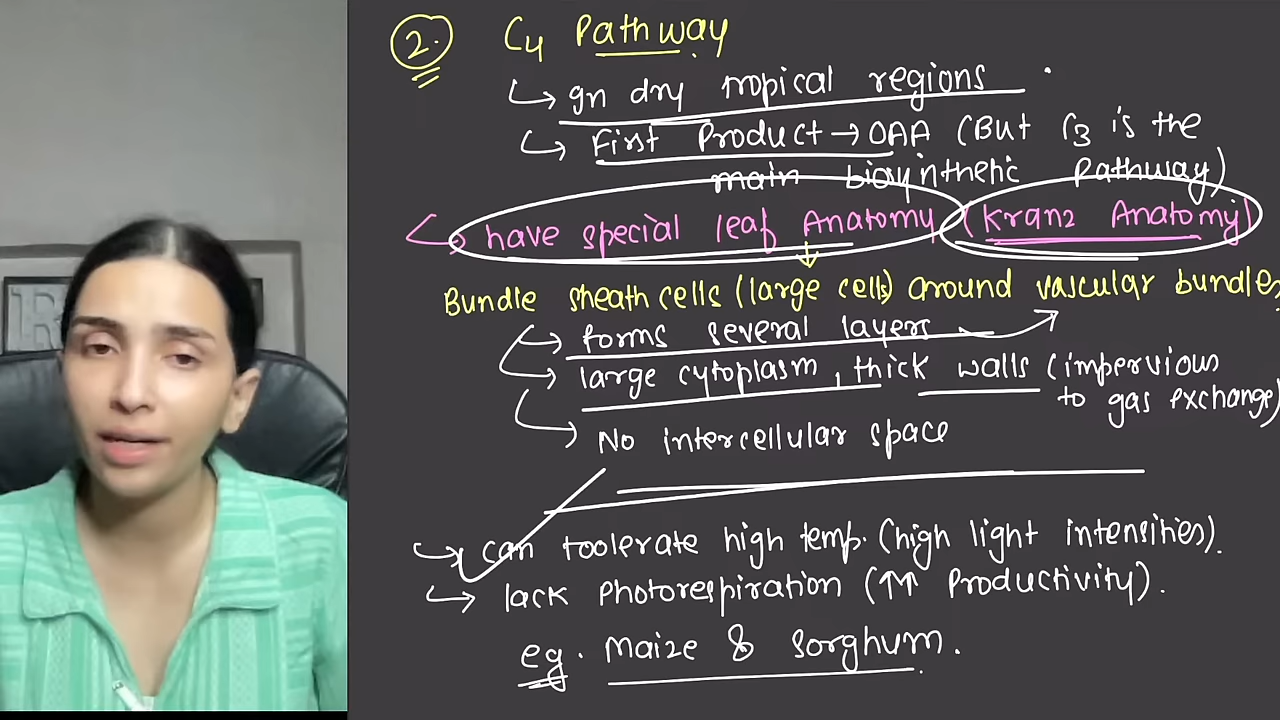 2. C4 Pathway
↳ In dry tropical regions
↳ First Product → OAA (But C3 is the
main biosynthetic Pathway)
↳ have special leaf Anatomy (Kranz Anatomy)
Bundle sheath cells (large cells) around vascular bundles
↳ forms several layers
↳ large cytoplasm, thick walls (impervious
to gas exchange)
↳ No intercellular space
↳ can toolerate high temp. (high light intensities).
↳ lack Photorespiration (↑↑ Productivity).
eg. Maize & Sorghum.